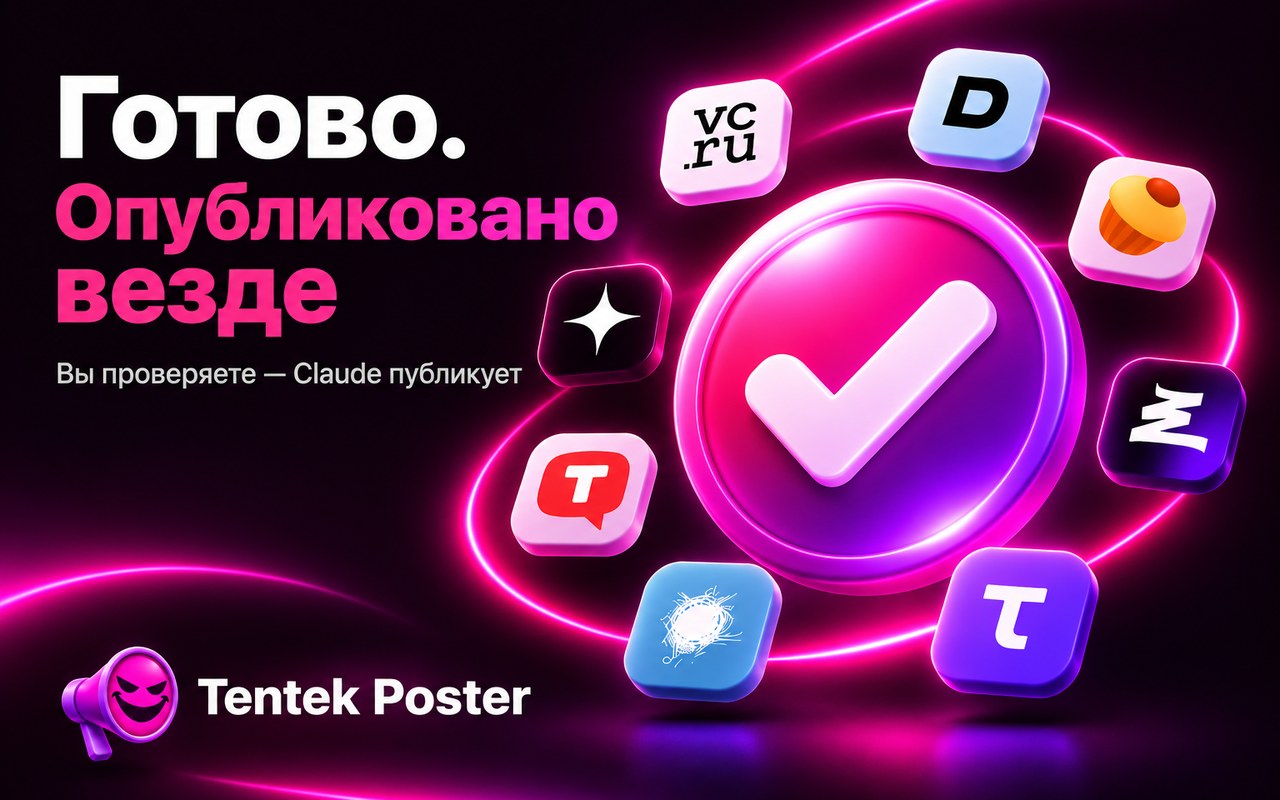 Готово.
Опубликовано
везде
Вы проверяете — Claude публикует
vc
.ru
D
T
τ
Tentek Poster